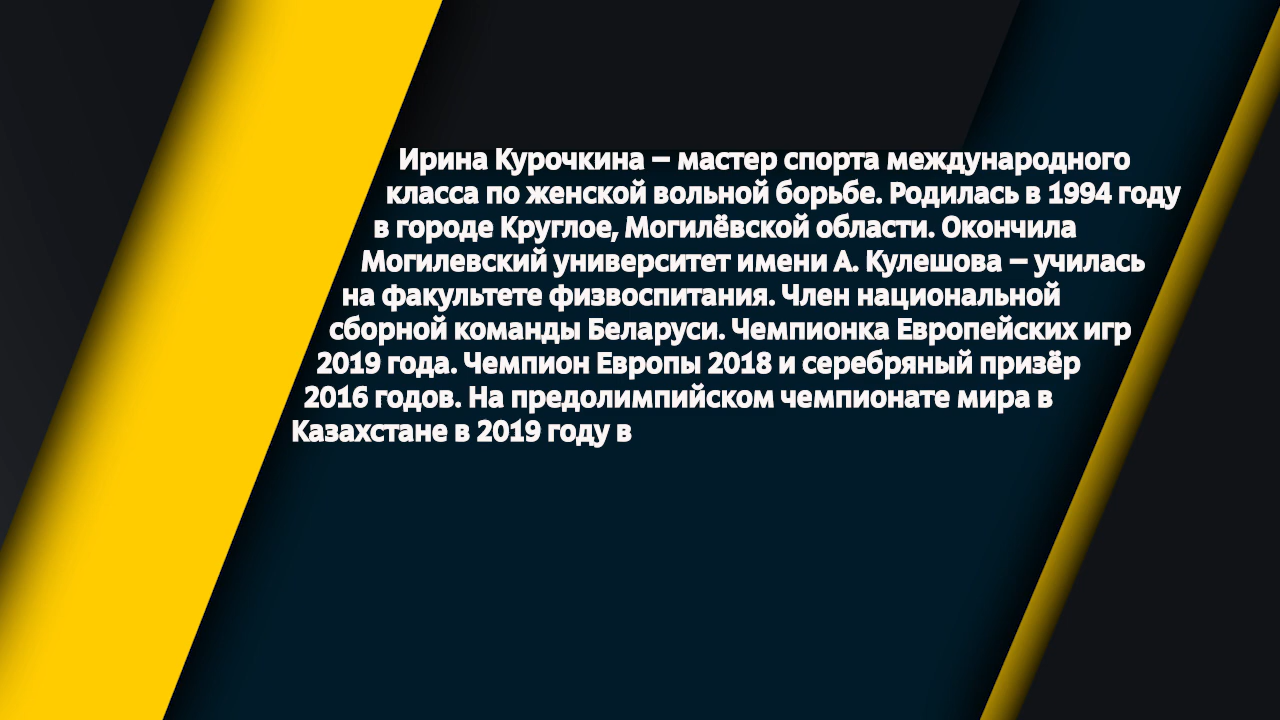 Ирина Курочкина – мастер спорта международного
класса по женской вольной борьбе. Родилась в 1994 году
в городе Круглое, Могилёвской области. Окончила
Могилевский университет имени А. Кулешова – училась
на факультете физвоспитания. Член национальной
сборной команды Беларуси. Чемпионка Европейских игр
2019 года. Чемпион Европы 2018 и серебряный призёр
2016 годов. На предолимпийском чемпионате мира в
Казахстане в 2019 году в